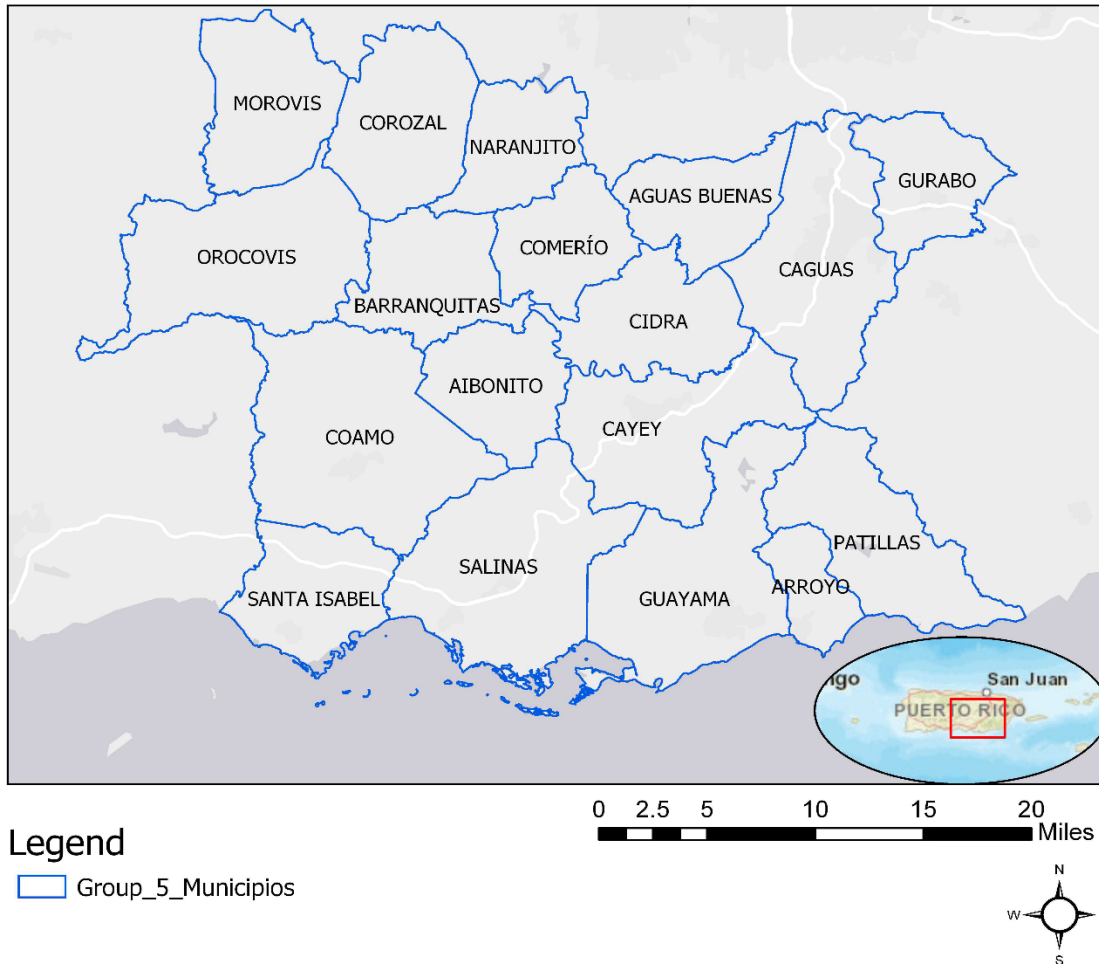 MOROVIS
COROZAL
NARANJITO
GURABO
AGUAS BUENAS
COMERÍO
OROCOVIS
CAGUAS
BARRANQUITAS
CIDRA
AIBONITO
COAMO
CAYEY
PATILLAS
SALINAS
ARROYO
SANTA ISABEL
GUAYAMA
igo
San Juan
PUERTO RICO
0 2.5 5 10 15 20
Miles
Legend
Group_5_Municipios
N
W
S